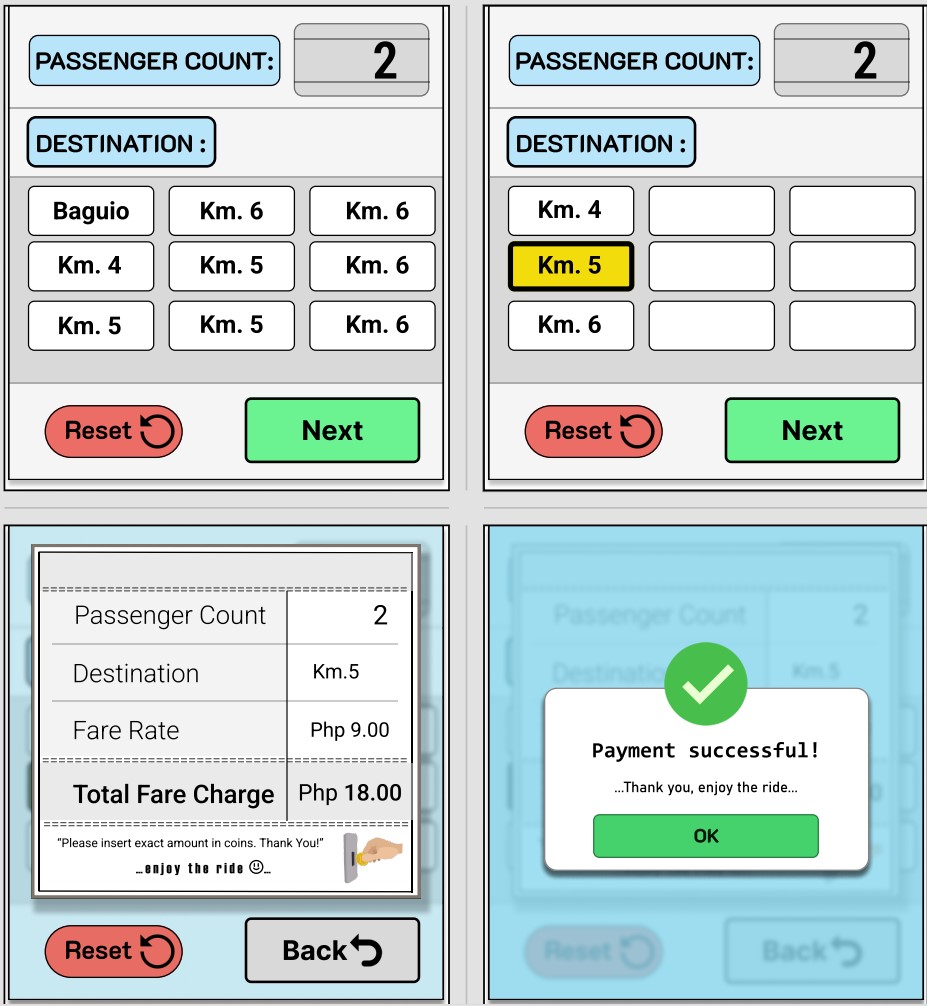 PASSENGER COUNT: 2
DESTINATION :
Baguio Km. 6 Km. 6
Km. 4 Km. 5 Km. 6
Km. 5 Km. 5 Km. 6
Reset Next
PASSENGER COUNT: 2
DESTINATION :
Km. 4
Km. 5
Km. 6
Reset Next
Passenger Count 2
Destination Km.5
Fare Rate Php 9.00
Total Fare Charge Php 18.00
“Please insert exact amount in coins. Thank You!”
...enjoy the ride ☺...
Reset Back
Passenger Count 2
Destination Km.5
Payment successful!
...Thank you, enjoy the ride...
OK
Reset Back